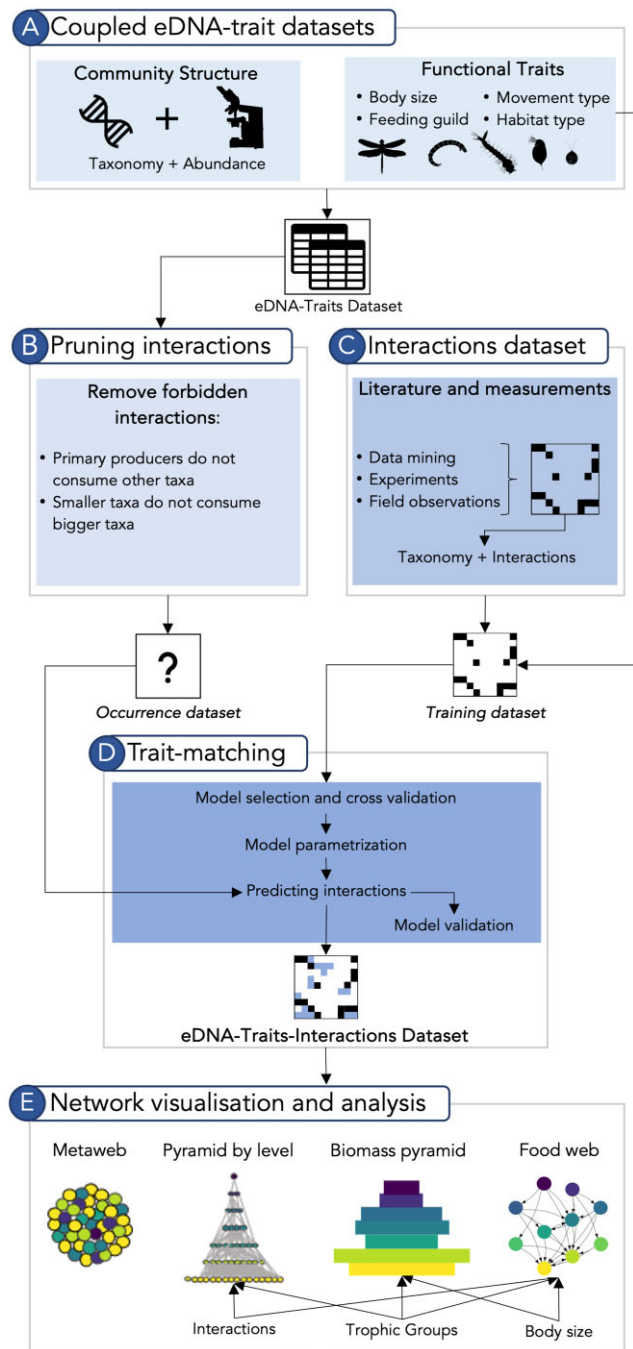 A Coupled eDNA-trait datasets
Community Structure
+
Taxonomy + Abundance
Functional Traits
• Body size
• Movement type
• Feeding guild
• Habitat type
eDNA-Traits Dataset
B Pruning interactions
Remove forbidden
interactions:
• Primary producers do not
consume other taxa
• Smaller taxa do not consume
bigger taxa
C Interactions dataset
Literature and measurements
• Data mining
• Experiments
• Field observations
Taxonomy + Interactions
?
Occurrence dataset
Training dataset
D Trait-matching
Model selection and cross validation
Model parametrization
Predicting interactions
Model validation
eDNA-Traits-Interactions Dataset
E Network visualisation and analysis
Metaweb
Pyramid by level
Biomass pyramid
Food web
Interactions
Trophic Groups
Body size